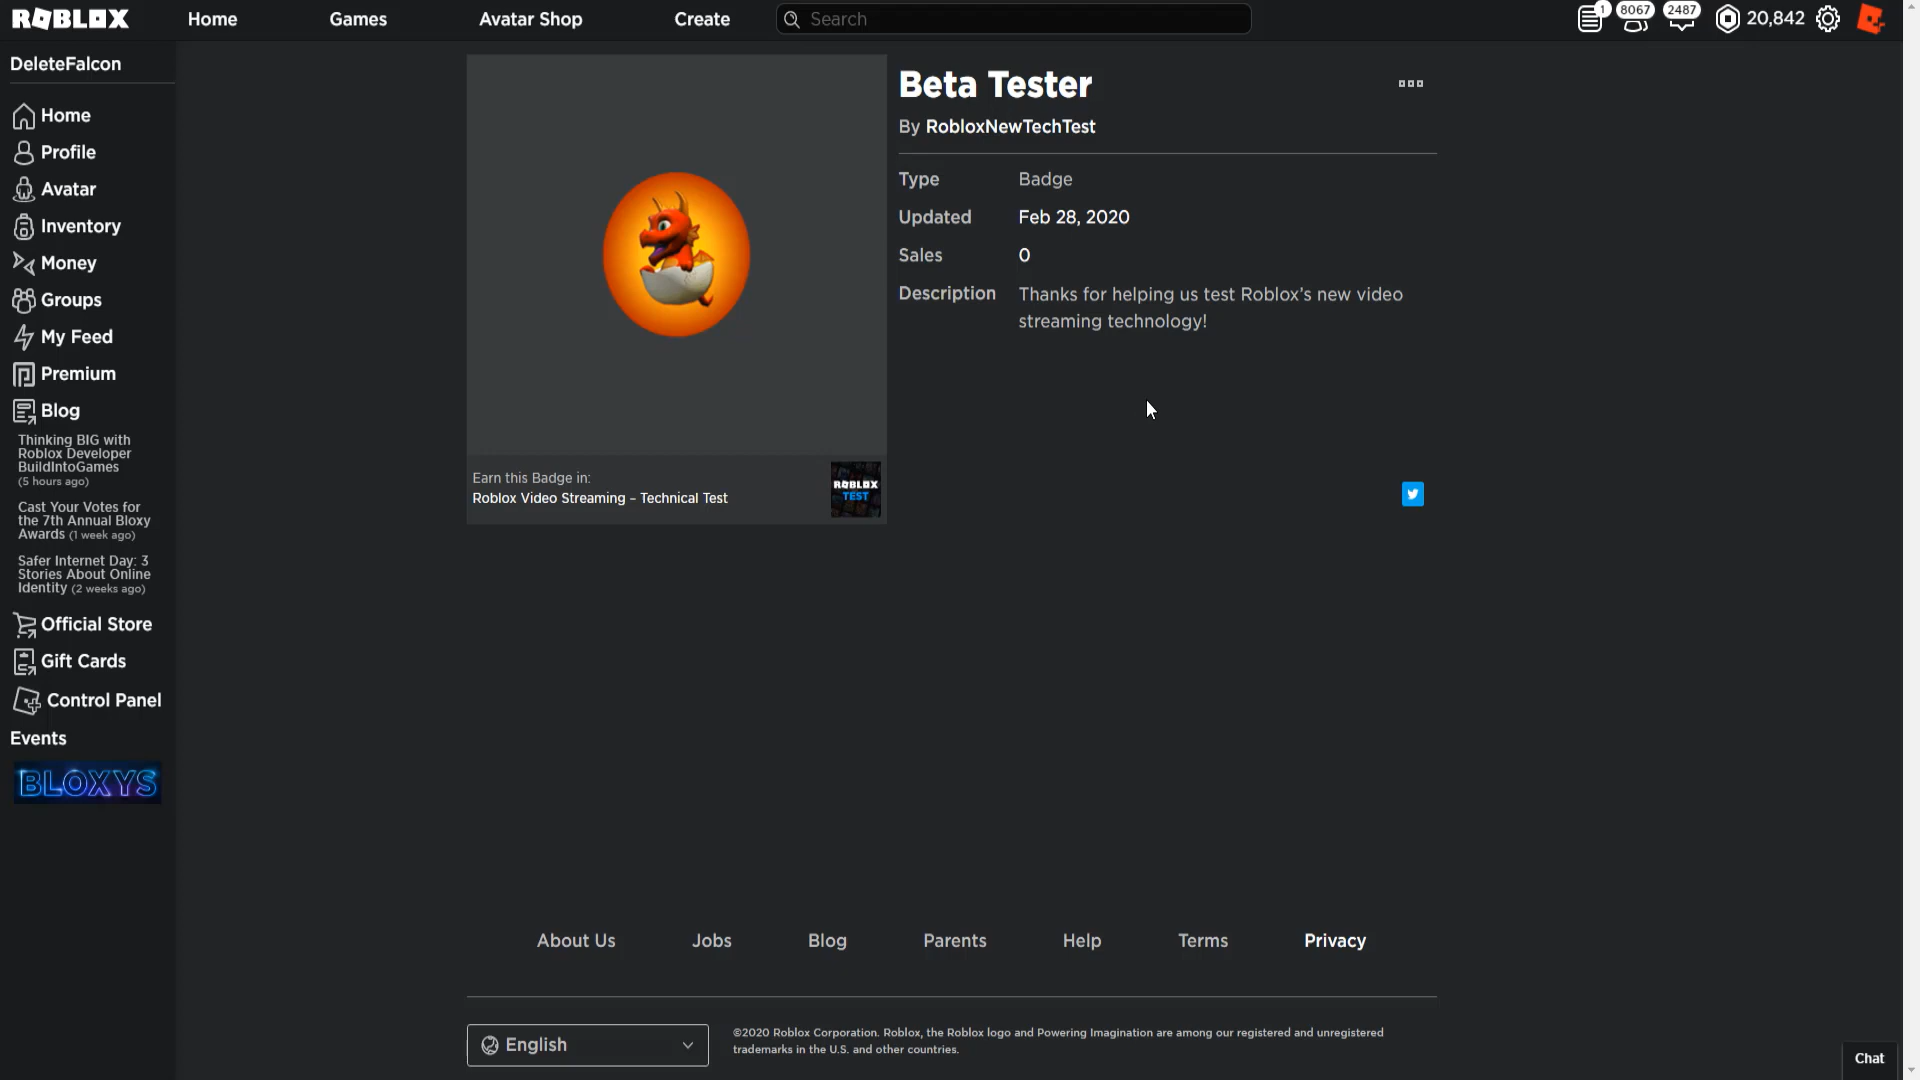 ROBLOX
Home
Games
Avatar Shop
Create
Search
1
8067
2487
20,842
DeleteFalcon
Home
Profile
Avatar
Inventory
Money
Groups
My Feed
Premium
Blog
Thinking BIG with
Roblox Developer
BuildIntoGames
(5 hours ago)
Cast Your Votes for
the 7th Annual Bloxy
Awards (1 week ago)
Safer Internet Day: 3
Stories About Online
Identity (2 weeks ago)
Official Store
Gift Cards
Control Panel
Events
BLOXYS
Beta Tester
By RobloxNewTechTest
Type Badge
Updated Feb 28, 2020
Sales 0
Description Thanks for helping us test Roblox's new video
streaming technology!
Earn this Badge in:
Roblox Video Streaming - Technical Test
ROBLOX
TEST
About Us
Jobs
Blog
Parents
Help
Terms
Privacy
English
©2020 Roblox Corporation. Roblox, the Roblox logo and Powering Imagination are among our registered and unregistered
trademarks in the U.S. and other countries.
Chat